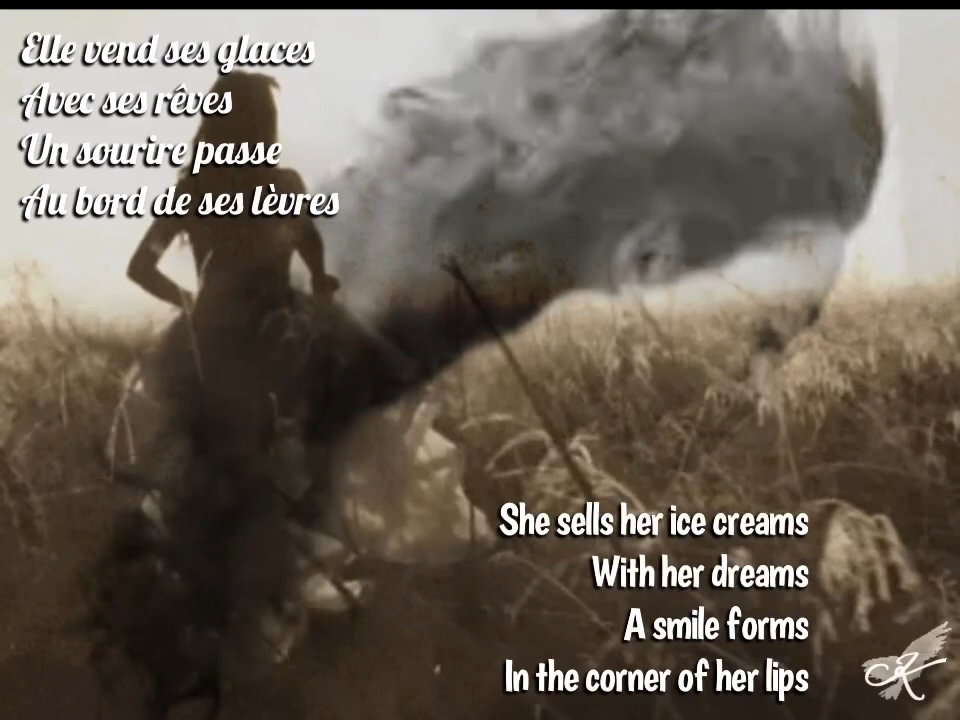 Elle vend ses glaces
Avec ses rêves
Un sourire passe
Au bord de ses lèvres
She sells her ice creams
With her dreams
A smile forms
In the corner of her lips